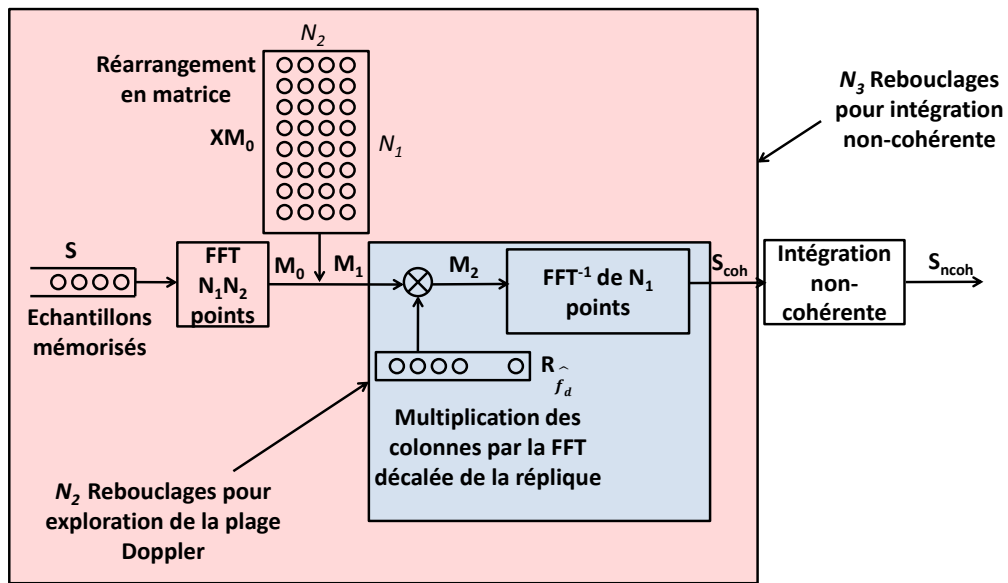 N2
Réarrangement
en matrice
XM0
N1
N3 Rebouclages
pour intégration
non-cohérente
S
Echantillons
mémorisés
FFT
N1N2
points
M0
M1
M2
FFT-1 de N1
points
Scoh
Intégration
non-
cohérente
Sncoh
R f̂d
Multiplication des
colonnes par la FFT
décalée de la réplique
N2 Rebouclages pour
exploration de la plage
Doppler